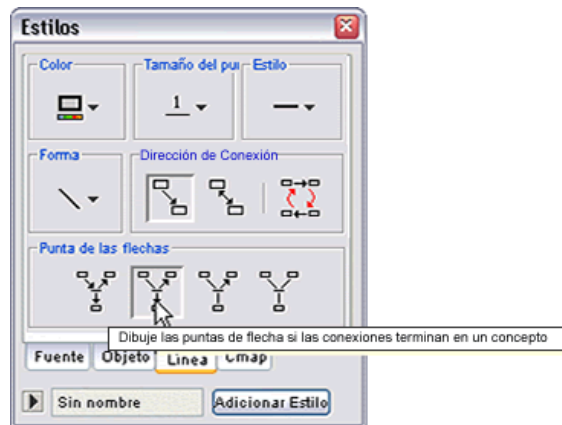 Estilos
Color
Tamaño del pu
Estilo
1
Forma
Dirección de Conexión
Punta de las flechas
Dibuje las puntas de flecha si las conexiones terminan en un concepto
Fuente Objeto Línea Cmap
Sin nombre Adicionar Estilo